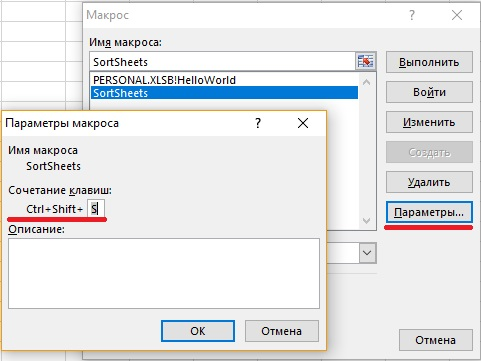 Макрос
Имя макроса:
SortSheets
PERSONAL.XLSB!HelloWorld
SortSheets
Выполнить
Войти
Изменить
Создать
Удалить
Параметры...
Отмена
Параметры макроса
Имя макроса
SortSheets
Сочетание клавиш:
Ctrl+Shift+ S
Описание:
OK
Отмена